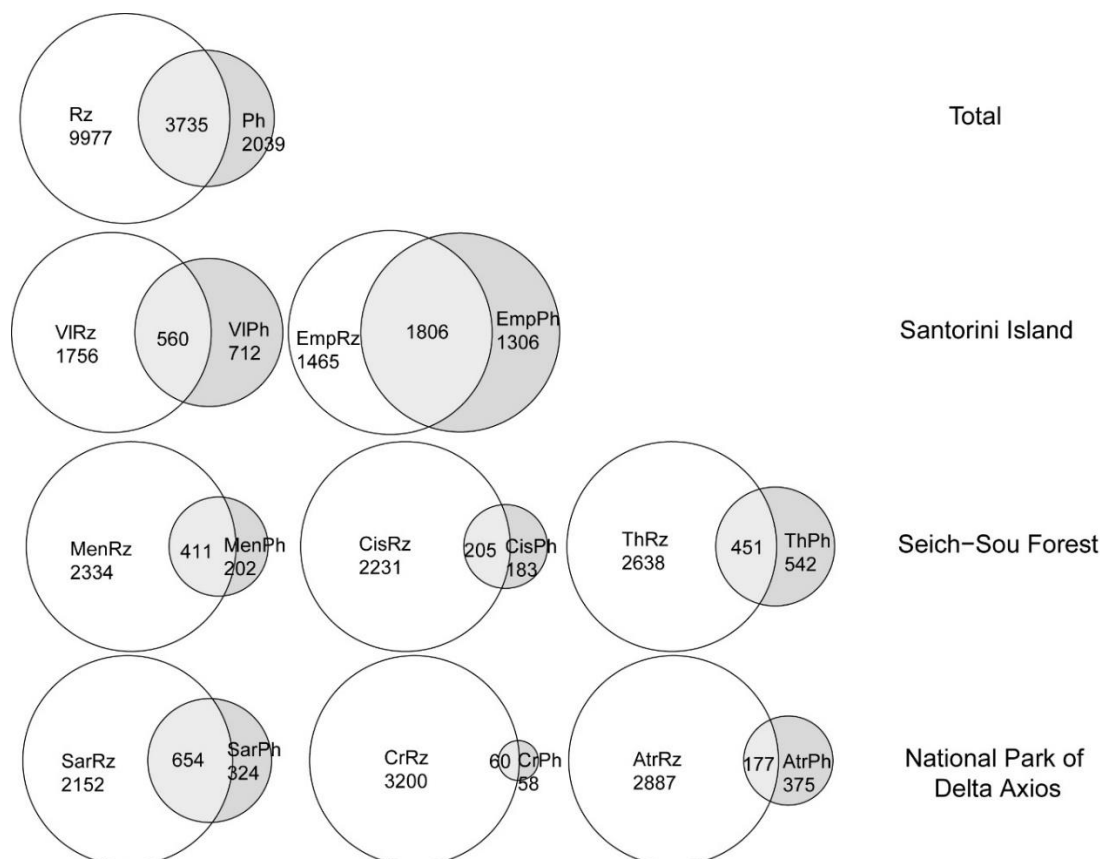 Rz
9977
3735
Ph
2039
Total
VIRz
1756
560
VIPh
712
EmpRz
1465
1806
EmpPh
1306
Santorini Island
MenRz
2334
411
MenPh
202
CisRz
2231
205
CisPh
183
ThRz
2638
451
ThPh
542
Seich−Sou Forest
SarRz
2152
654
SarPh
324
CrRz
3200
60
CrPh
58
AtrRz
2887
177
AtrPh
375
National Park of
Delta Axios